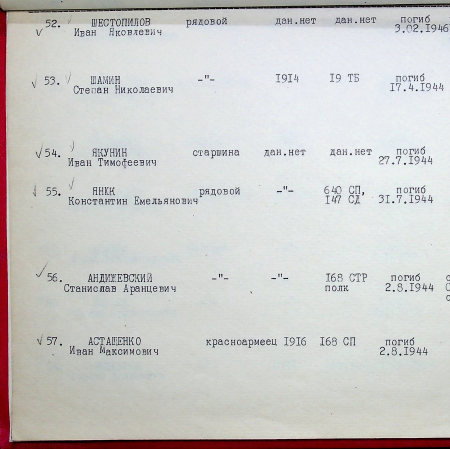 52. ШЕСТОПИЛОВ рядовой дан.нет дан.нет погиб
Иван Яковлевич 3.02.1946
53. ШАМИН -"- 1914 19 ТБ погиб
Степан Николаевич 17.4.1944
54. ЯКУНИН старшина дан.нет дан.нет погиб
Иван Тимофеевич 27.7.1944
55. ЯНКК рядовой -"- 640 СП, погиб
Константин Емельянович 147 СД 31.7.1944
56. АНДИЖЕВСКИЙ -"- -"- 168 СТР погиб
Станислав Аранцевич полк 2.8.1944
57. АСТАШЕНКО красноармеец 1916 168 СП погиб
Иван Максимович 2.8.1944